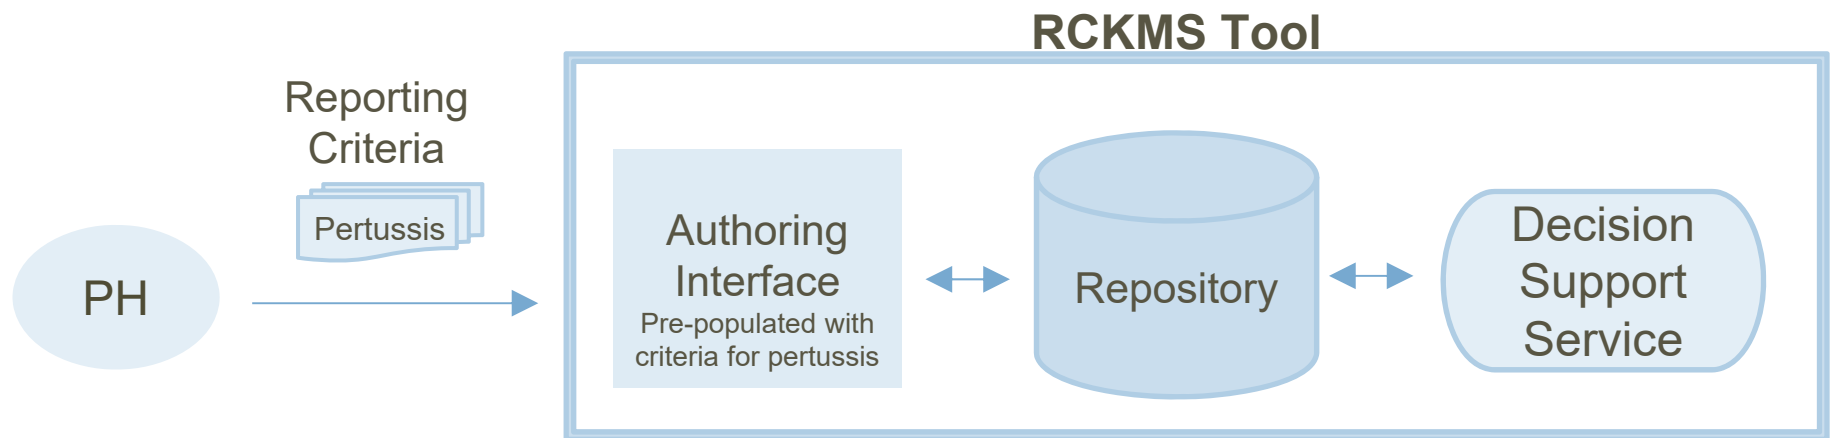 RCKMS Tool
Reporting
Criteria
Pertussis
PH
Authoring
Interface
Pre-populated with
criteria for pertussis
Repository
Decision
Support
Service